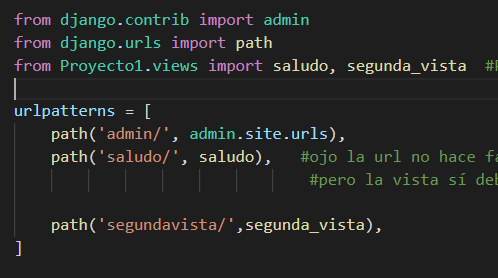 from django.contrib import admin
from django.urls import path
from Proyecto1.views import saludo, segunda_vista  #
urlpatterns = [
    path('admin/', admin.site.urls),
    path('saludo/', saludo),   #ojo la url no hace
                                #pero la vista sí
    path('segundavista/',segunda_vista),
]